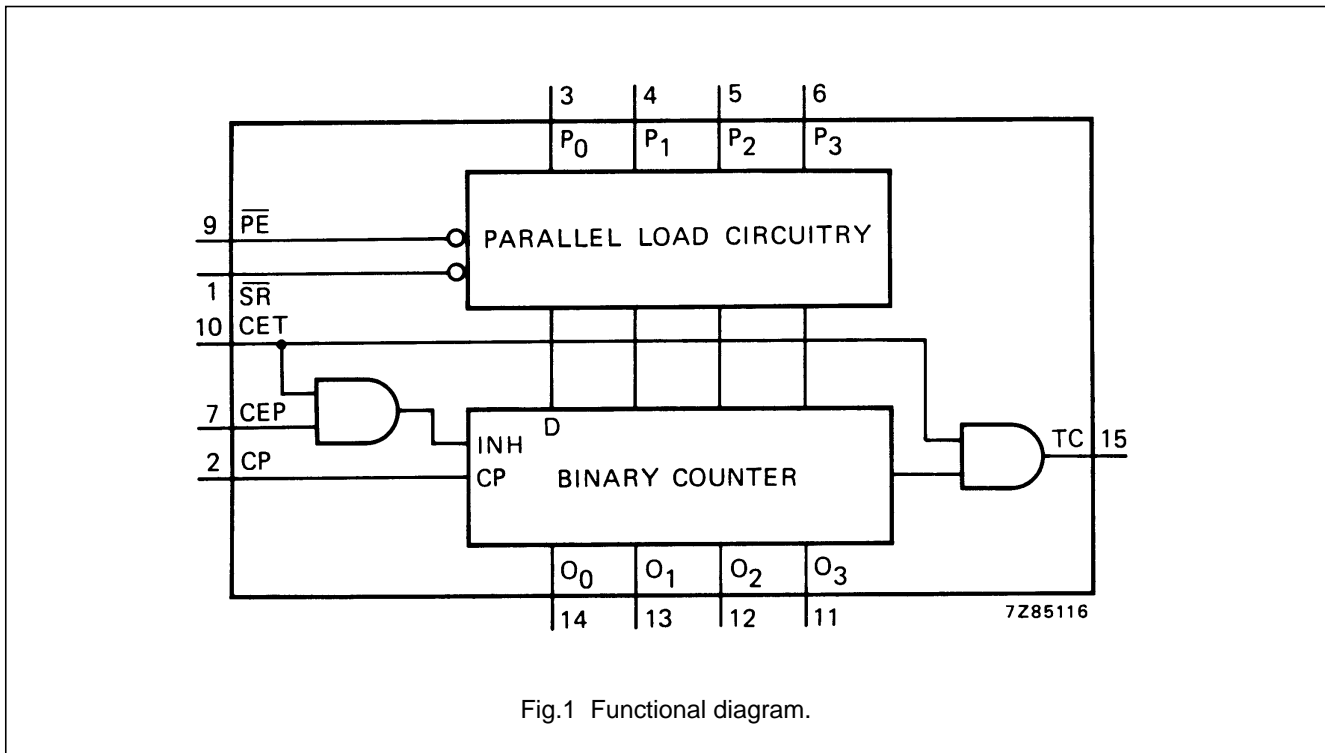 3 4 5 6
P0 P1 P2 P3
9 PE
PARALLEL LOAD CIRCUITRY
1 SR
10 CET
7 CEP
D
INH
TC 15
2 CP
CP
BINARY COUNTER
O0 O1 O2 O3
14 13 12 11
7Z85116
Fig.1 Functional diagram.